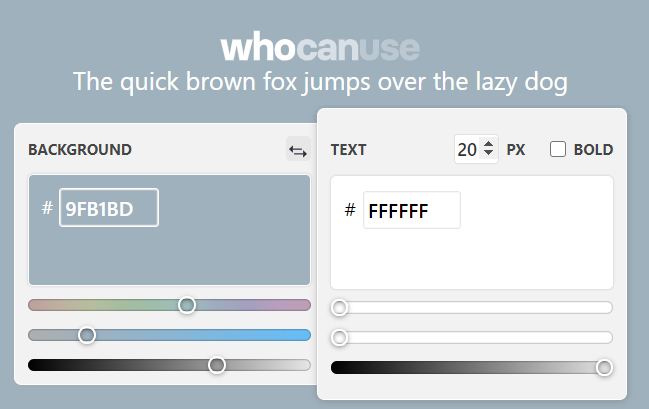 whocanuse
The quick brown fox jumps over the lazy dog
BACKGROUND
# 9FB1BD
TEXT 20 PX BOLD
# FFFFFF